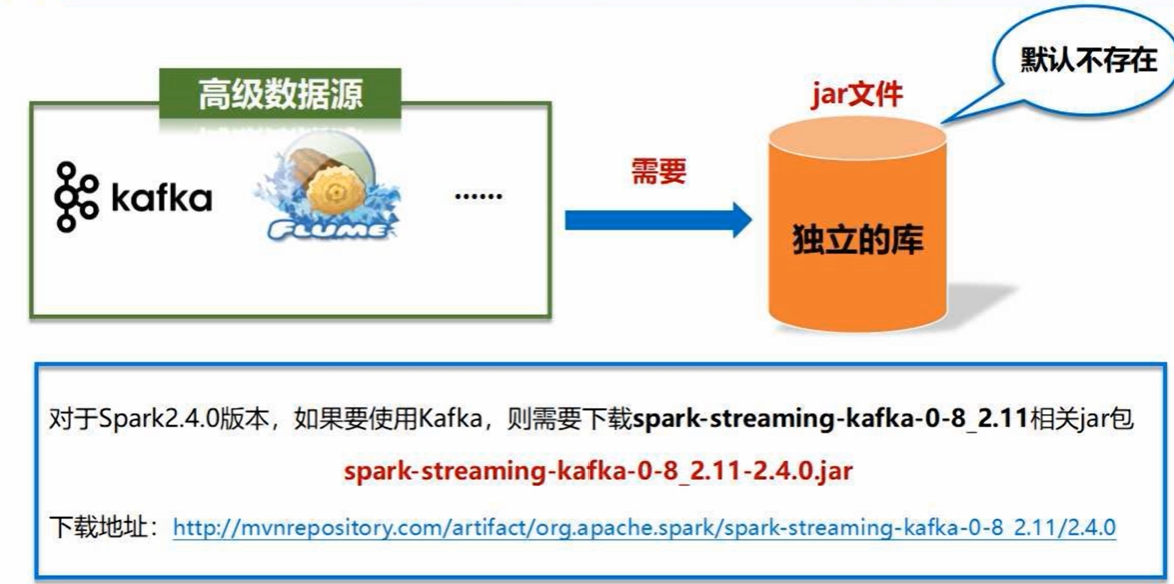 默认不存在
高级数据源
jar文件
kafka
FLUME
......
需要
独立的库
对于Spark2.4.0版本，如果要使用Kafka，则需要下载spark-streaming-kafka-0-8_2.11相关jar包
spark-streaming-kafka-0-8_2.11-2.4.0.jar
下载地址：http://mvnrepository.com/artifact/org.apache.spark/spark-streaming-kafka-0-8_2.11/2.4.0